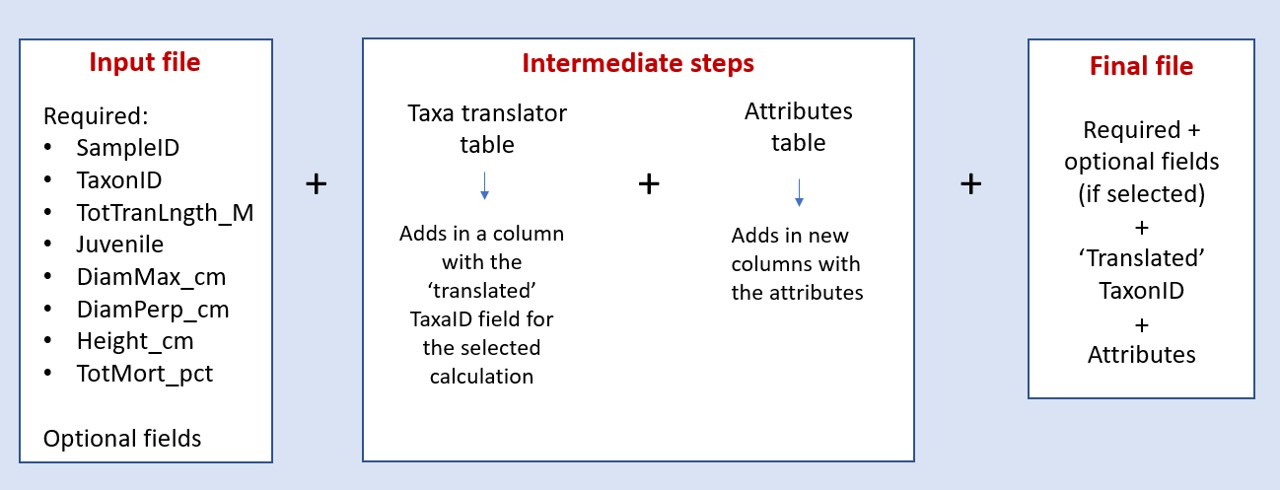 Input file
Required:
• SampleID
• TaxonID
• TotTranLngth_M
• Juvenile
• DiamMax_cm
• DiamPerp_cm
• Height_cm
• TotMort_pct
Optional fields
+
Intermediate steps
Taxa translator
table
Adds in a column
with the
‘translated’
TaxaID field for
the selected
calculation
+
Attributes
table
Adds in new
columns with
the attributes
+
Final file
Required +
optional fields
(if selected)
+
‘Translated’
TaxonID
+
Attributes